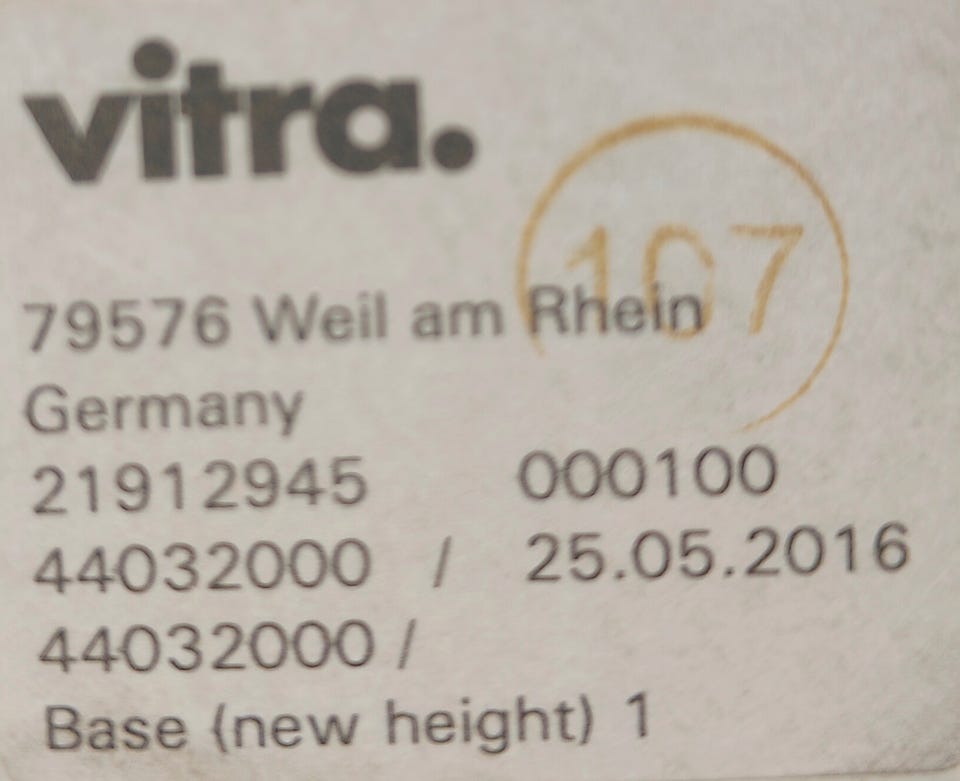 vitra.
107
79576 Weil am Rhein
Germany
21912945 000100
44032000 / 25.05.2016
44032000 /
Base (new height) 1